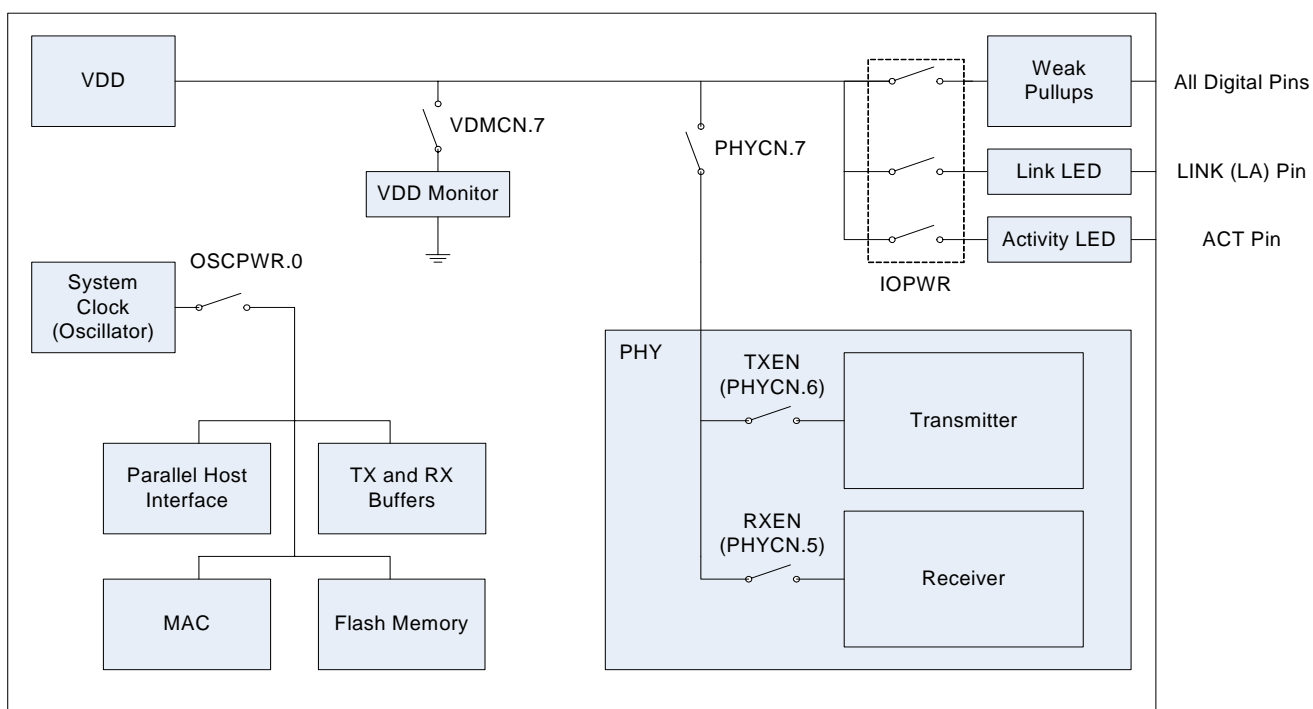 VDD
Weak
Pullups
All Digital Pins
VDMCN.7
PHYCN.7
VDD Monitor
Link LED
LINK (LA) Pin
Activity LED
ACT Pin
IOPWR
OSCPWR.0
System
Clock
(Oscillator)
PHY
TXEN
(PHYCN.6)
Transmitter
Parallel Host
Interface
TX and RX
Buffers
RXEN
(PHYCN.5)
Receiver
MAC
Flash Memory